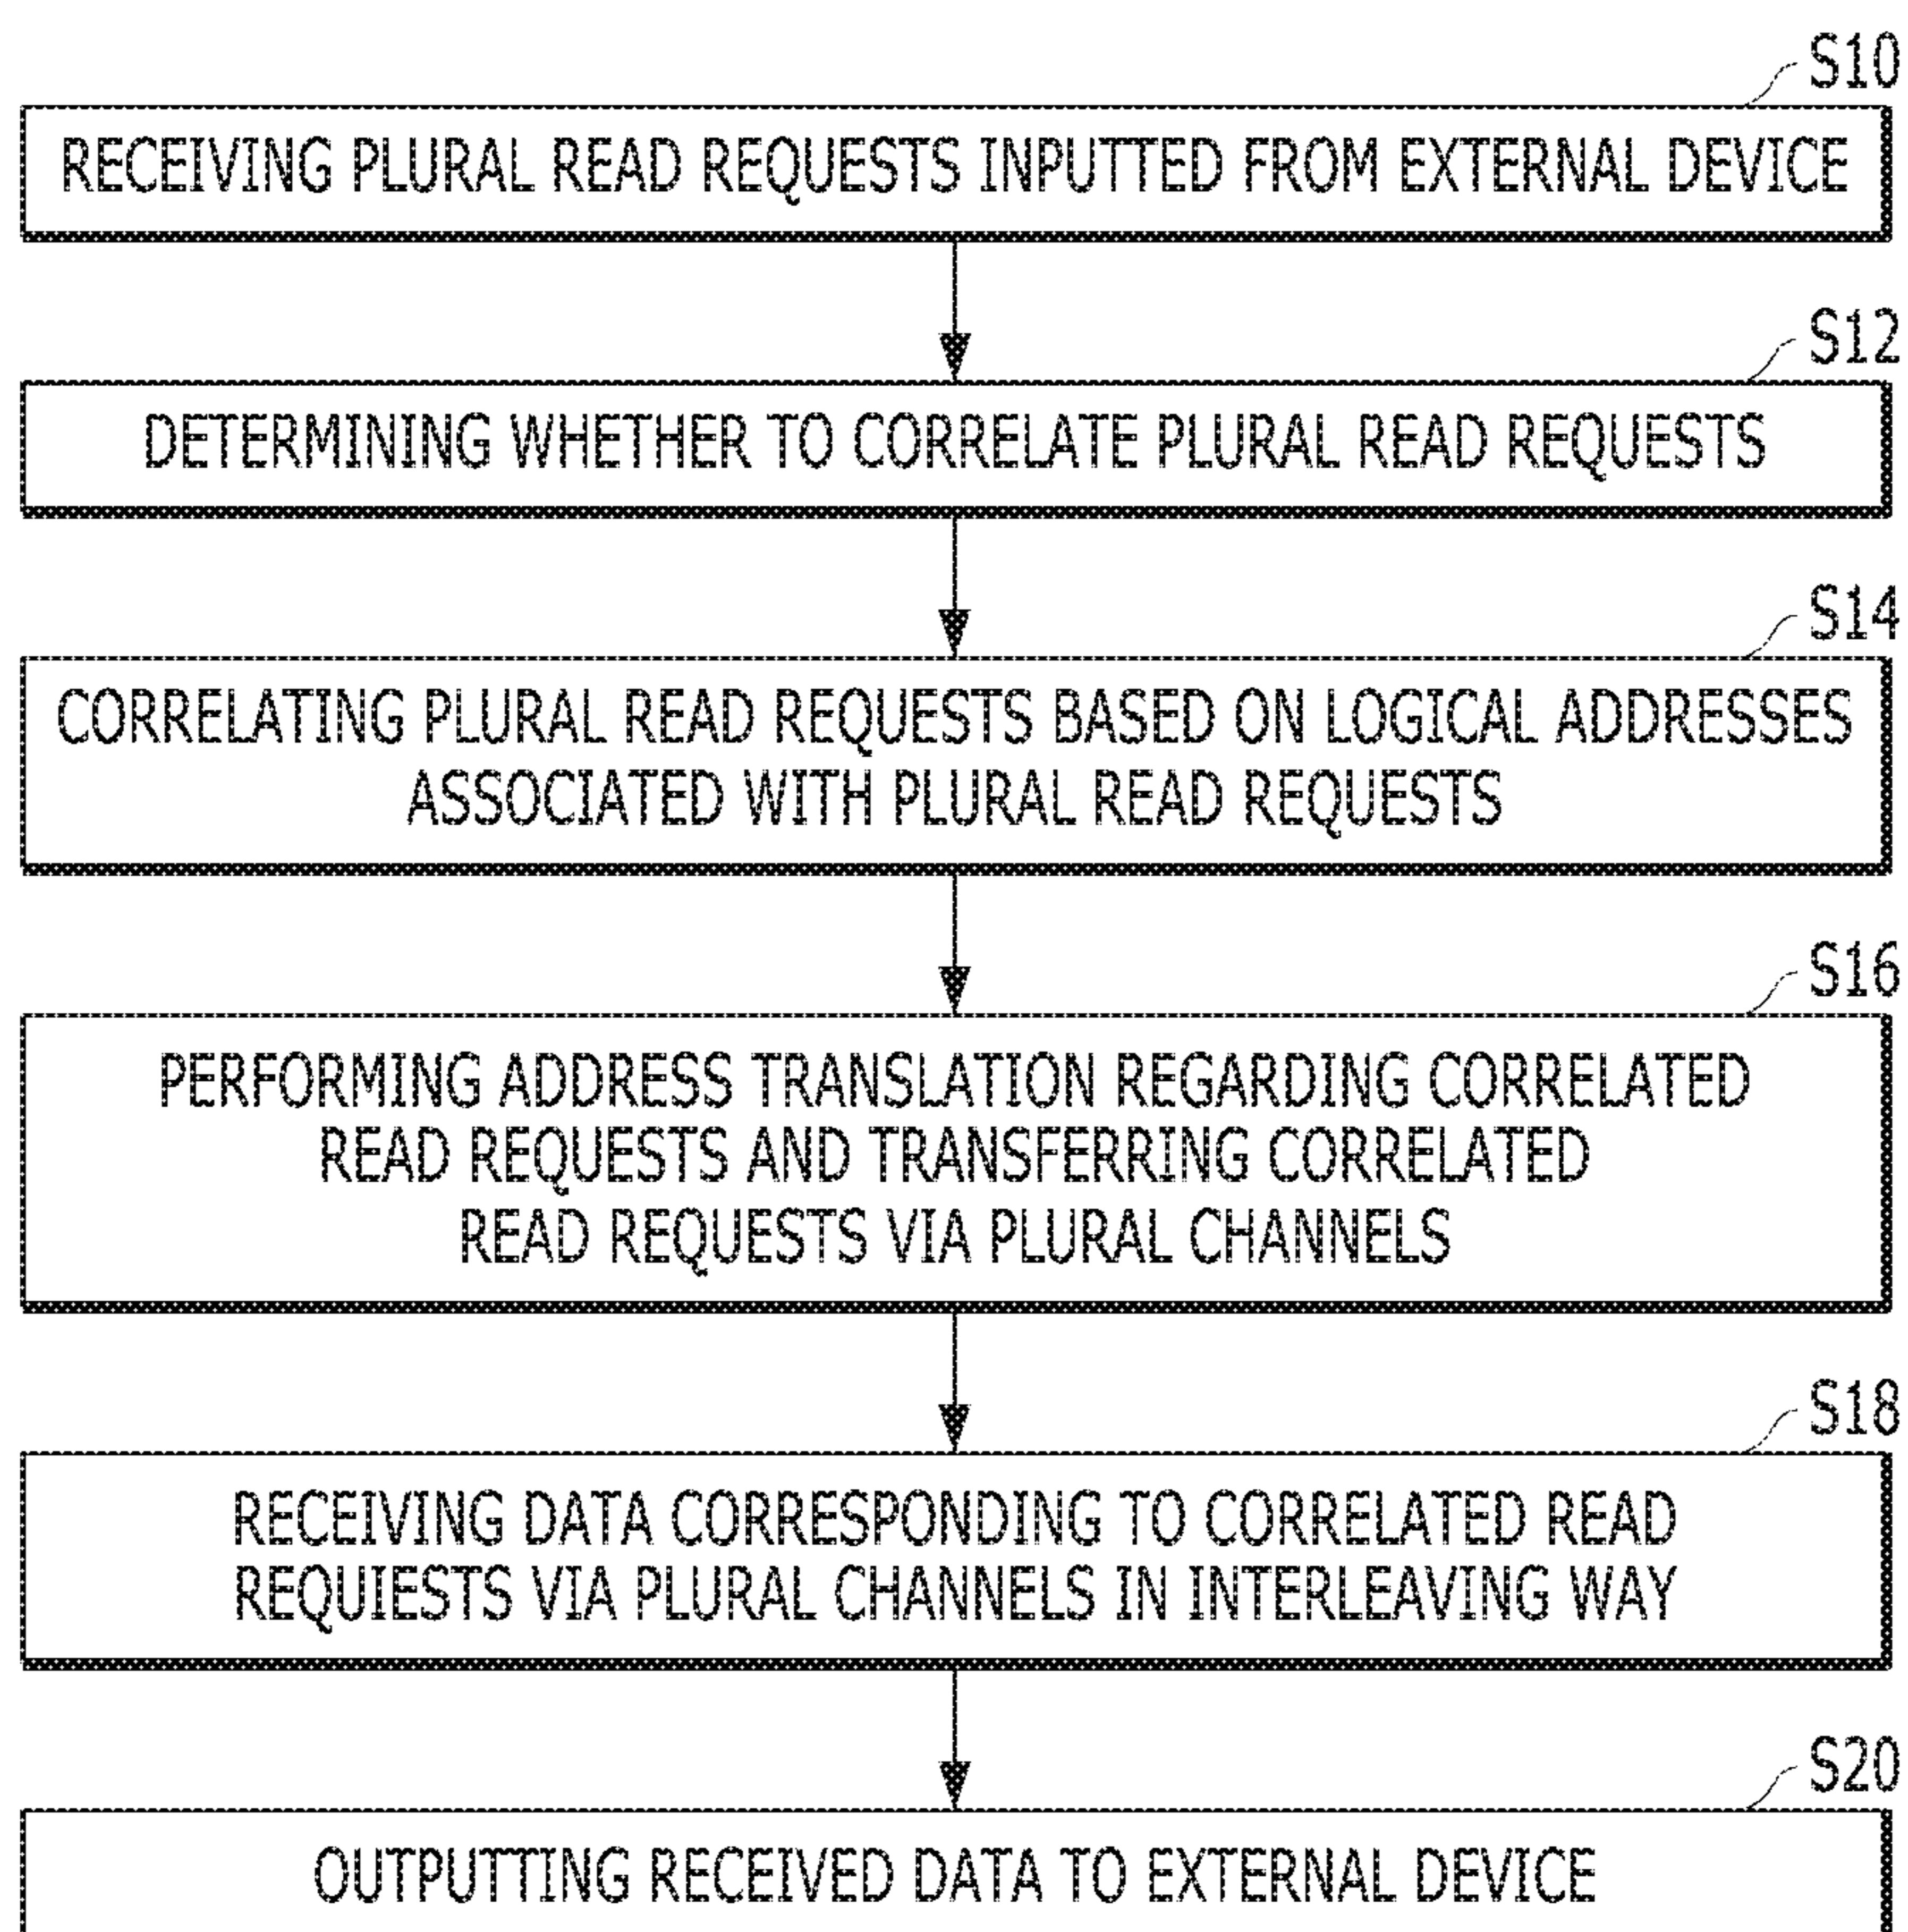 S10
RECEIVING PLURAL READ REQUESTS INPUTTED FROM EXTERNAL DEVICE
S12
DETERMINING WHETHER TO CORRELATE PLURAL READ REQUESTS
S14
CORRELATING PLURAL READ REQUESTS BASED ON LOGICAL ADDRESSES
ASSOCIATED WITH PLURAL READ REQUESTS
S16
PERFORMING ADDRESS TRANSLATION REGARDING CORRELATED
READ REQUESTS AND TRANSFERRING CORRELATED
READ REQUESTS VIA PLURAL CHANNELS
S18
RECEIVING DATA CORRESPONDING TO CORRELATED READ
REQUIESTS VIA PLURAL CHANNELS IN INTERLEAVING WAY
S20
OUTPUTTING RECEIVED DATA TO EXTERNAL DEVICE